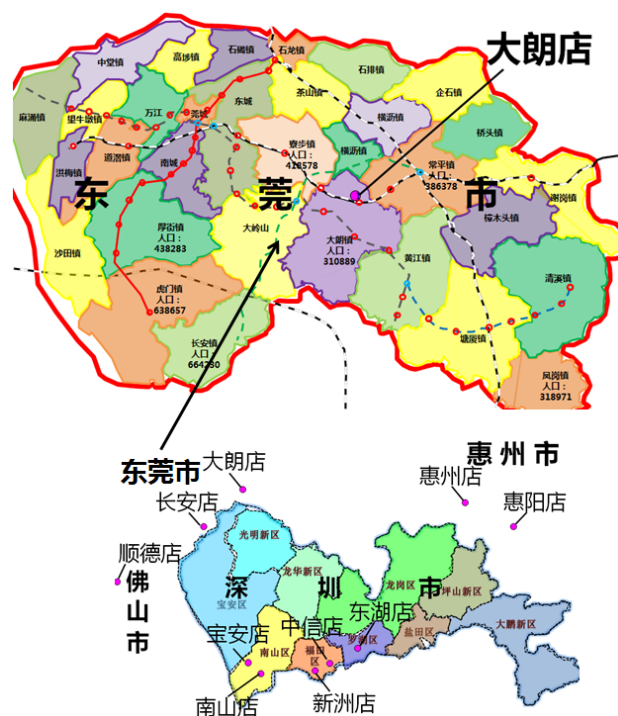 石碣镇
石龙镇
中堂镇
高埗镇
大朗店
石排镇
企石镇
茶山镇
东城
麻涌镇
望牛墩镇
万江
莞城
横沥镇
桥头镇
寮步镇
人口：
418578
横沥镇
常平镇
人口：
386378
洪梅镇
道滘镇
南城
谢岗镇
东莞市
樟木头镇
厚街镇
人口：
438283
大岭山
大朗镇
人口：
310889
黄江镇
沙田镇
清溪镇
虎门镇
人口：
638657
塘厦镇
长安镇
人口：
664230
凤岗镇
人口：
318971
东莞市
大朗店
惠州市
惠州店
长安店
惠阳店
光明新区
顺德店
龙华新区
龙岗区
深圳市
坪山新区
佛山市
宝安区
东湖店
中信店
宝安店
罗湖区
盐田区
大鹏新区
南山区
福田
区
南山店
新洲店